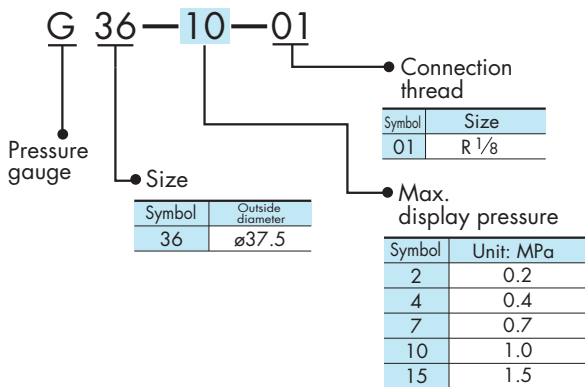 G 36 — 10 — 01
Connection
thread
Symbol Size
01 R 1/8
Pressure
gauge
Size
Symbol Outside
diameter
36 ø37.5
Max.
display pressure
Symbol Unit: MPa
2 0.2
4 0.4
7 0.7
10 1.0
15 1.5